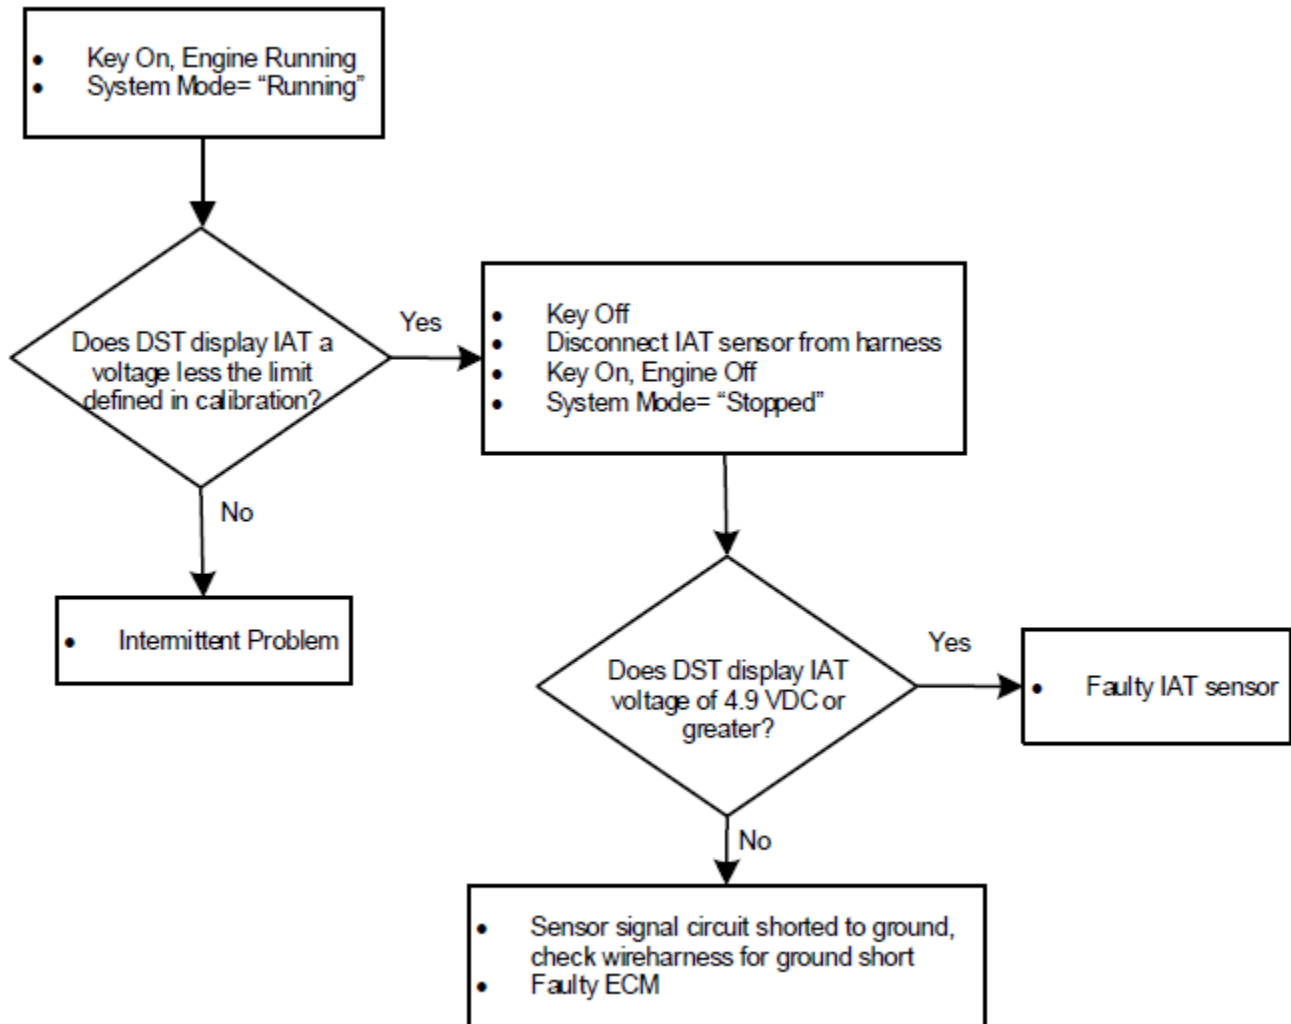 • Key On, Engine Running
• System Mode= “Running”
Does DST display IAT a
voltage less the limit
defined in calibration?
Yes
• Key Off
• Disconnect IAT sensor from harness
• Key On, Engine Off
• System Mode= “Stopped”
No
• Intermittent Problem
Does DST display IAT
voltage of 4.9 VDC or
greater?
Yes
• Faulty IAT sensor
No
• Sensor signal circuit shorted to ground,
check wireharness for ground short
• Faulty ECM